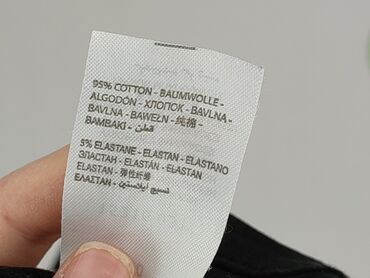 95% COTTON - BAUMWOLLE -
ALGODÓN - ХЛОПОК - BAVLNA -
BAVLNA - BAWEŁN - 纯棉 -
BAMBAKI - قطن -
5% ELASTANE - ELASTAN - ELASTANO
ЭЛАСТАН - ELASTÁN - ELASTAN
ELASTAN - 弹性纤维
ΕΛΑΣΤΑΝ - نسيج ايلاستين